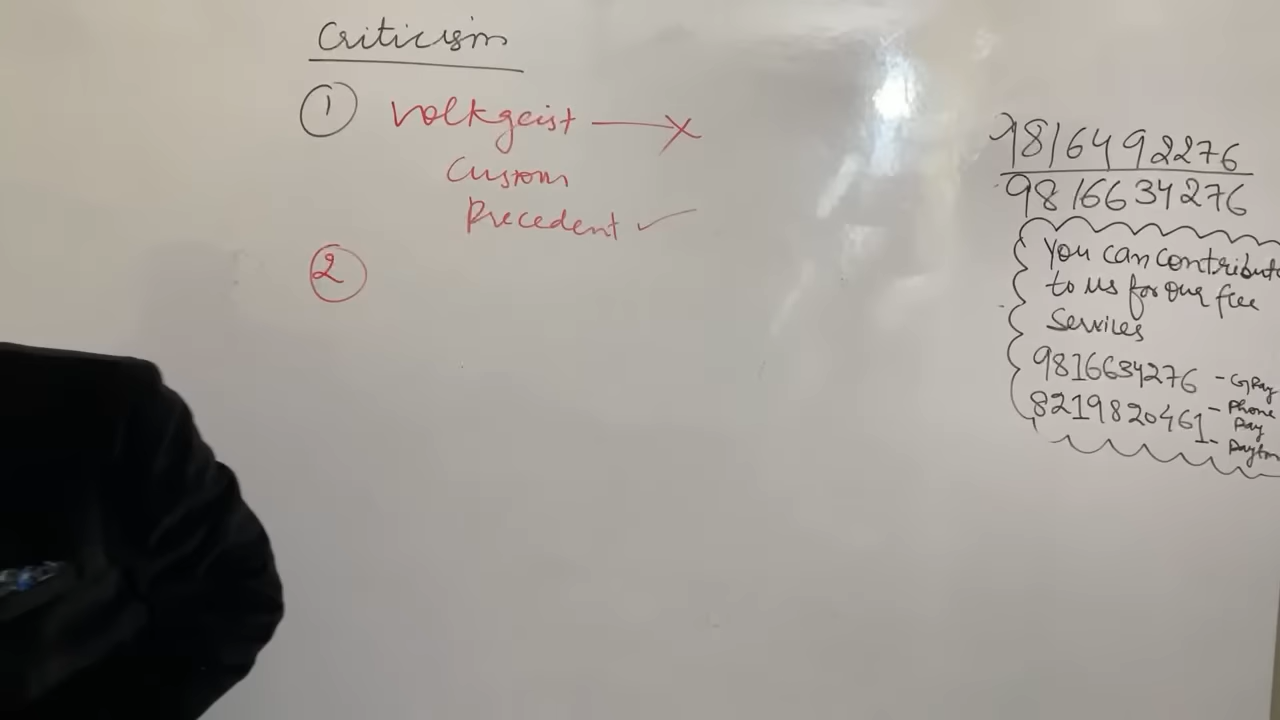 Criticism
① Volkgeist ⟶ X
Custom
Precedent ✓
②
9816492276
9816634276
You can contribute
to us for our free
Services
9816634276 - G Pay
8219820461 - Phone
Pay
- Paytm